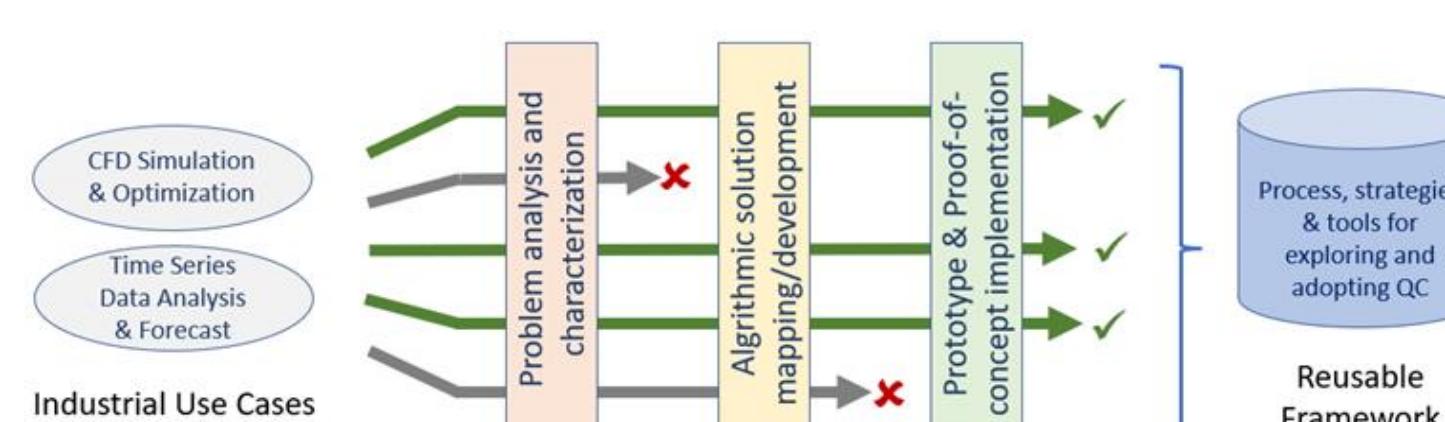 CFD Simulation
& Optimization
Time Series
Data Analysis
& Forecast
Industrial Use Cases
Problem analysis and
characterization
Algrithmic solution
mapping/development
Prototype & Proof-of-
concept implementation
Process, strategie
& tools for
exploring and
adopting QC
Reusable
Framework